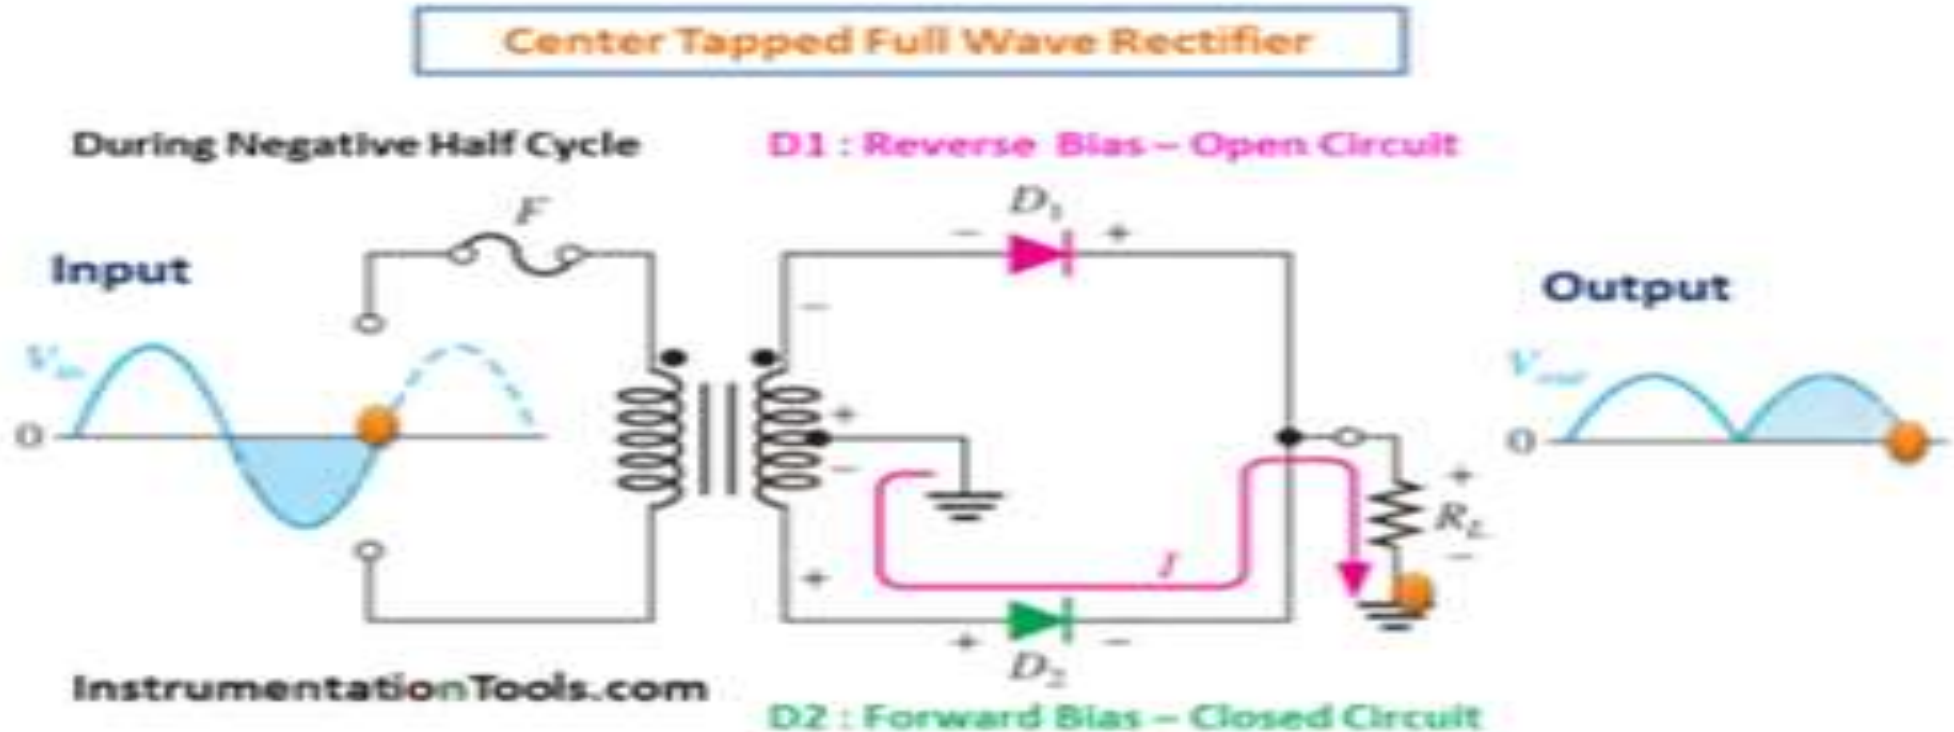 Center Tapped Full Wave Rectifier
During Negative Half Cycle
D1 : Reverse Bias – Open Circuit
F
D₁
− +
Input
Output
−
V
V
0
+
0
−
+
R_L
−
+
I
+ −
D₂
InstrumentationTools.com
D2 : Forward Bias – Closed Circuit